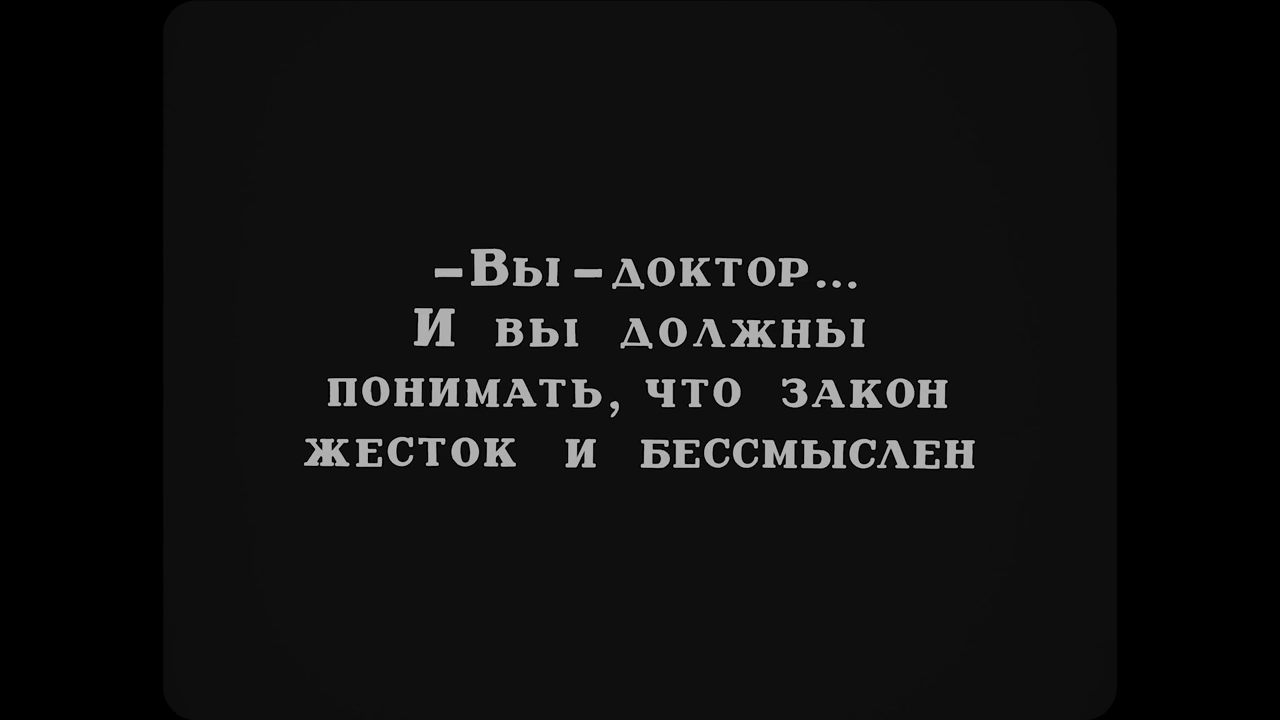 –Вы – доктор...
И вы должны
понимать, что закон
жесток и бессмыслен